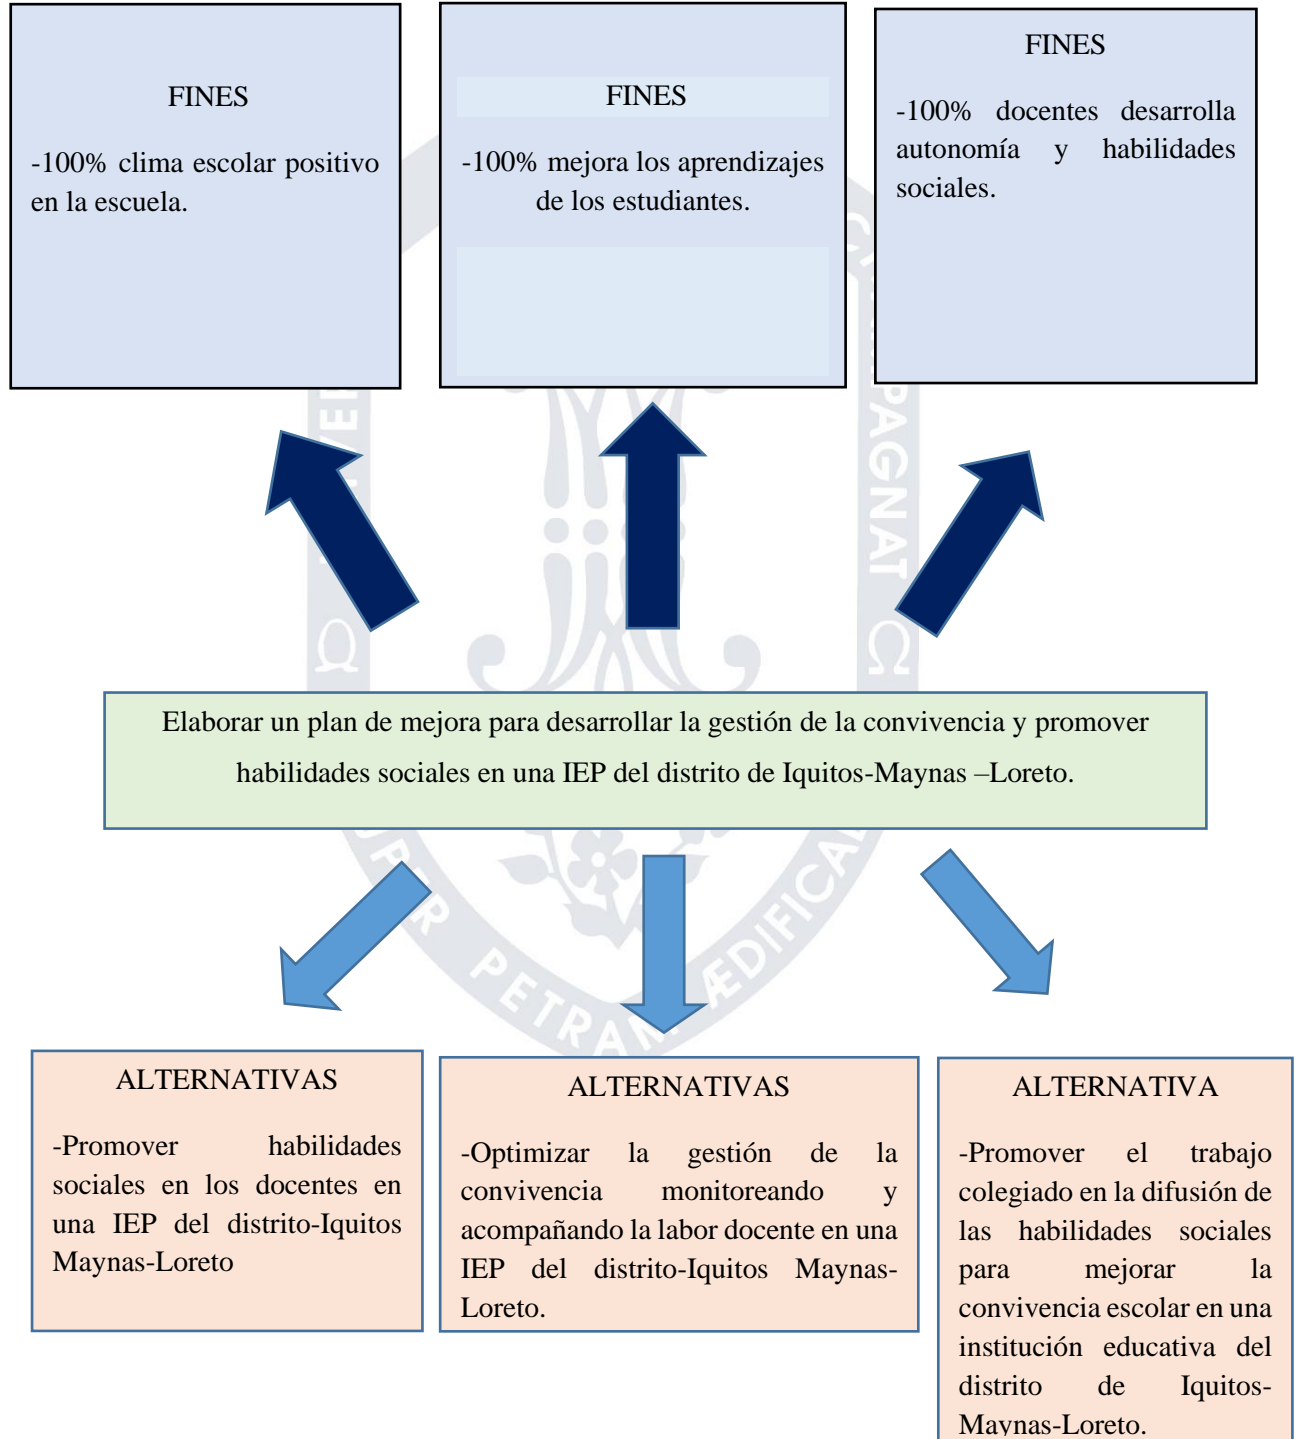 FINES
-100% clima escolar positivo
en la escuela.
FINES
-100% mejora los aprendizajes
de los estudiantes.
FINES
-100% docentes desarrolla
autonomía y habilidades
sociales.
PAGNAT
Elaborar un plan de mejora para desarrollar la gestión de la convivencia y promover
habilidades sociales en una IEP del distrito de Iquitos-Maynas –Loreto.
PETRAM
ALTERNATIVAS
-Promover habilidades
sociales en los docentes en
una IEP del distrito-Iquitos
Maynas-Loreto
ALTERNATIVAS
-Optimizar la gestión de la
convivencia monitoreando y
acompañando la labor docente en una
IEP del distrito-Iquitos Maynas-
Loreto.
ALTERNATIVA
-Promover el trabajo
colegiado en la difusión de
las habilidades sociales
para mejorar la
convivencia escolar en una
institución educativa del
distrito de Iquitos-
Maynas-Loreto.